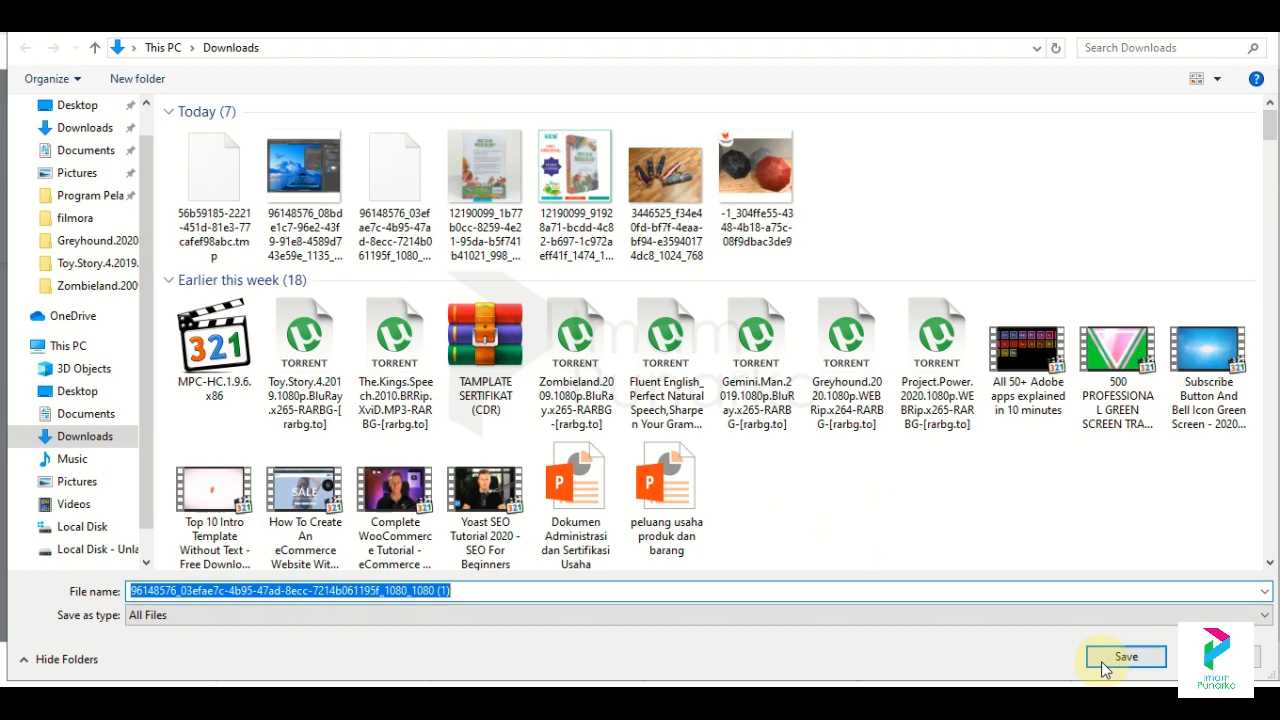 This PC
Downloads
Search Downloads
Organize
New folder
Desktop
Downloads
Documents
Pictures
Program Pela
filmora
Greyhound.2020
Toy.Story.4.2019.
Zombieland.200
OneDrive
This PC
3D Objects
Desktop
Documents
Downloads
Music
Pictures
Videos
Local Disk
Local Disk - Unla
Today (7)
56b59185-2221
-451d-81e3-77
cafef98abc.tm
p
96148576_08bd
e1c7-96e2-43f
9-91e8-4589d7
43e59e_1135_...
96148576_03ef
ae7c-4b95-47a
d-8ecc-7214b0
61195f_1080_...
12190099_1b77
b0cc-8259-4e2
1-95da-b5f741
b41021_998_...
12190099_9192
8a71-bcdd-4c8
2-b697-1c972a
eff41f_1474_1...
3446525_f34e4
0fd-bf7f-4eaa-
bf94-e3594017
4dc8_1024_768
-1_304ffe55-43
48-4b18-a75c-
08f9dbac3de9
Earlier this week (18)
321
MPC-HC.1.9.6.
x86
TORRENT
Toy.Story.4.201
9.1080p.BluRa
y.x265-RARBG-[
rarbg.to]
TORRENT
The.Kings.Spee
ch.2010.BRRip.
XviD.MP3-RAR
BG-[rarbg.to]
TAMPLATE
SERTIFIKAT
(CDR)
TORRENT
Zombieland.20
09.1080p.BluRa
y.x265-RARBG
-[rarbg.to]
TORRENT
Fluent English_
Perfect Natural
Speech,Sharpe
n Your Gram...
TORRENT
Gemini.Man.2
019.1080p.BluR
ay.x265-RARB
G-[rarbg.to]
TORRENT
Greyhound.20
20.1080p.WEB
Rip.x264-RAR
BG-[rarbg.to]
TORRENT
Project.Power.
2020.1080p.WE
BRip.x265-RAR
BG-[rarbg.to]
All 50+ Adobe
apps explained
in 10 minutes
500
PROFESSIONA
L GREEN
SCREEN TRA...
Subscribe
Button And
Bell Icon Green
Screen - 2020...
Top 10 Intro
Template
Without Text -
Free Downlo...
SALE
How To Create
An
eCommerce
Website Wit...
Complete
WooCommerc
e Tutorial -
eCommerce ...
Yoast SEO
Tutorial 2020 -
SEO For
Beginners
P
Dokumen
Administrasi
dan Sertifikasi
Usaha
P
peluang usaha
produk dan
barang
Imam
Punarko
File name:
96148576_03efae7c-4b95-47ad-8ecc-7214b061195f_1080_1080 (1)
Save as type:
All Files
Hide Folders
Save
Imam
Punarko